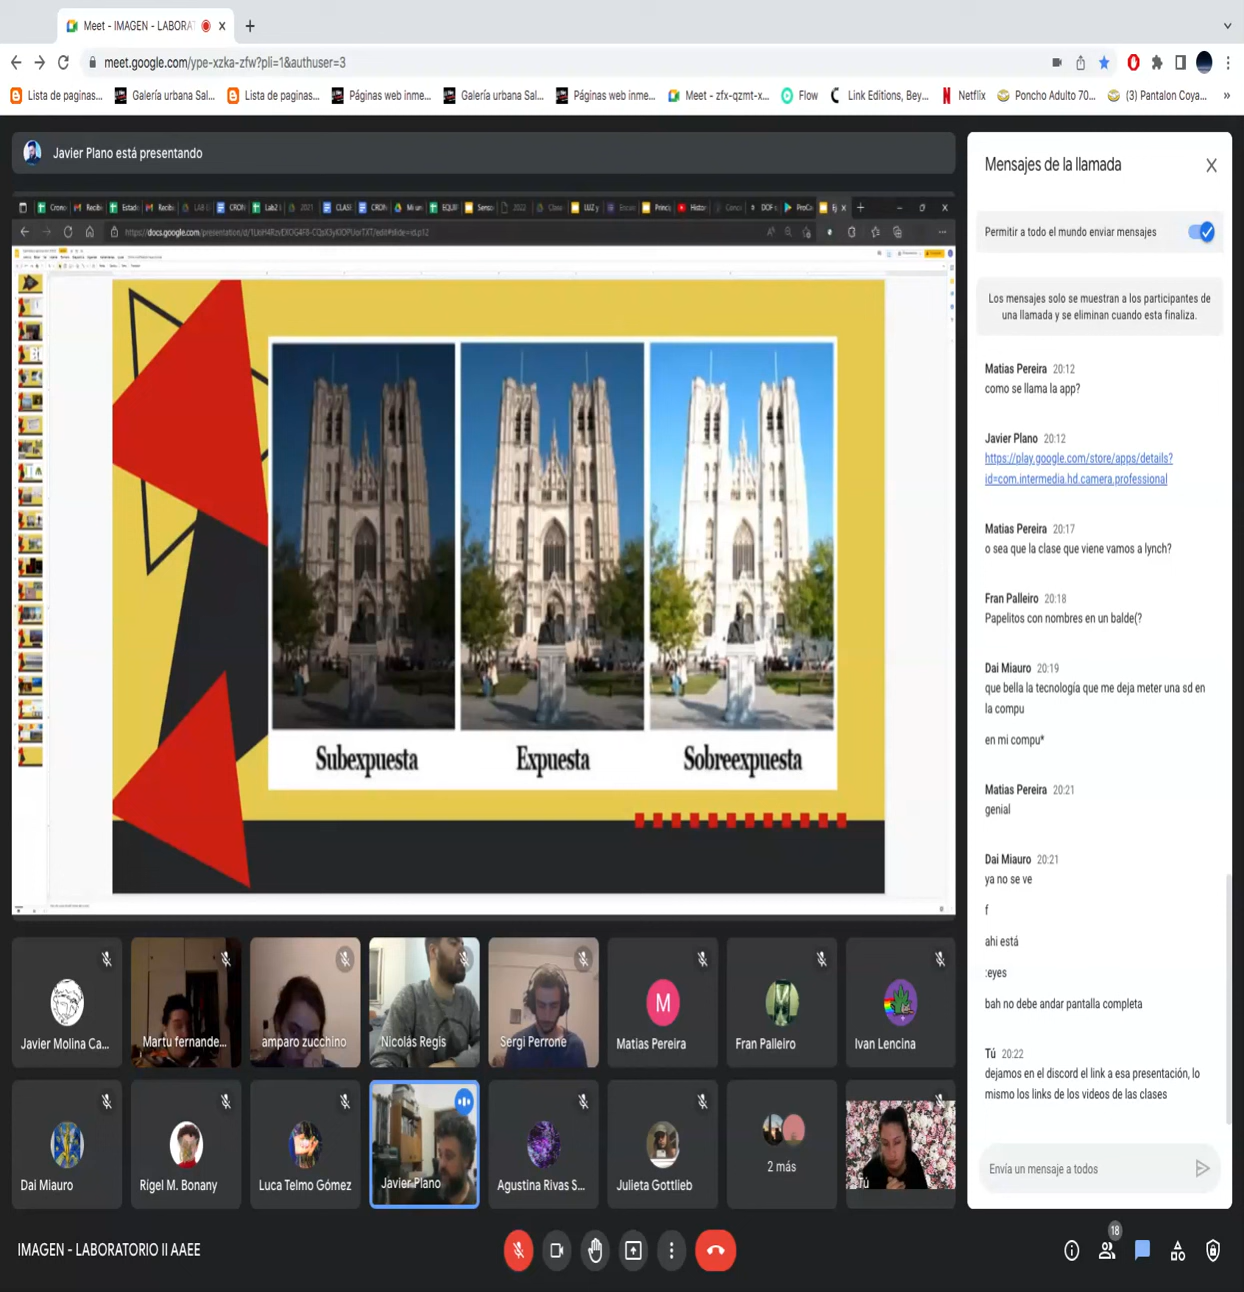 Meet - IMAGEN - LABORAT
meet.google.com/ype-xzka-zfw?pli=1&authuser=3
Lista de paginas...
Galería urbana Sal...
Lista de paginas...
Páginas web inme...
Galería urbana Sal...
Páginas web inme...
Meet - zfx-qzmt-x...
Flow
Link Editions, Bey...
Netflix
Poncho Adulto 70...
(3) Pantalon Coya...
»
Javier Plano está presentando
Subexpuesta
Expuesta
Sobreexpuesta
Mensajes de la llamada
Permitir a todo el mundo enviar mensajes
Los mensajes solo se muestran a los participantes de
una llamada y se eliminan cuando esta finaliza.
Matias Pereira 20:12
como se llama la app?
Javier Plano 20:12
https://play.google.com/store/apps/details?
id=com.intermedia.hd.camera.professional
Matias Pereira 20:17
o sea que la clase que viene vamos a lynch?
Fran Palleiro 20:18
Papelitos con nombres en un balde(?
Dai Miauro 20:19
que bella la tecnología que me deja meter una sd en
la compu
en mi compu*
Matias Pereira 20:21
genial
Dai Miauro 20:21
ya no se ve
f
ahi está
:eyes
bah no debe andar pantalla completa
Tú 20:22
dejamos en el discord el link a esa presentación, lo
mismo los links de los videos de las clases
Envía un mensaje a todos
Javier Molina Ca...
Martu fernande...
amparo zucchino
Nicolás Regis
Sergi Perrone
M
Matias Pereira
Fran Palleiro
Ivan Lencina
Dai Miauro
Rígel M. Bonany
Luca Telmo Gómez
Javier Plano
Agustina Rivas S...
Julieta Gottlieb
2 más
Tú
IMAGEN - LABORATORIO II AAEE
18